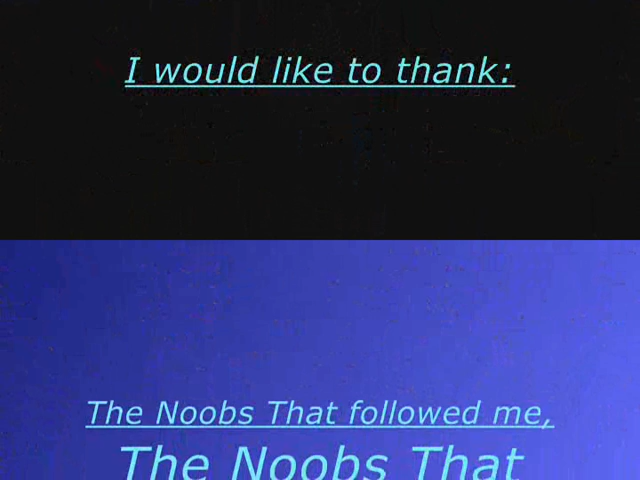 I would like to thank:
The Noobs That followed me,
The Noobs That